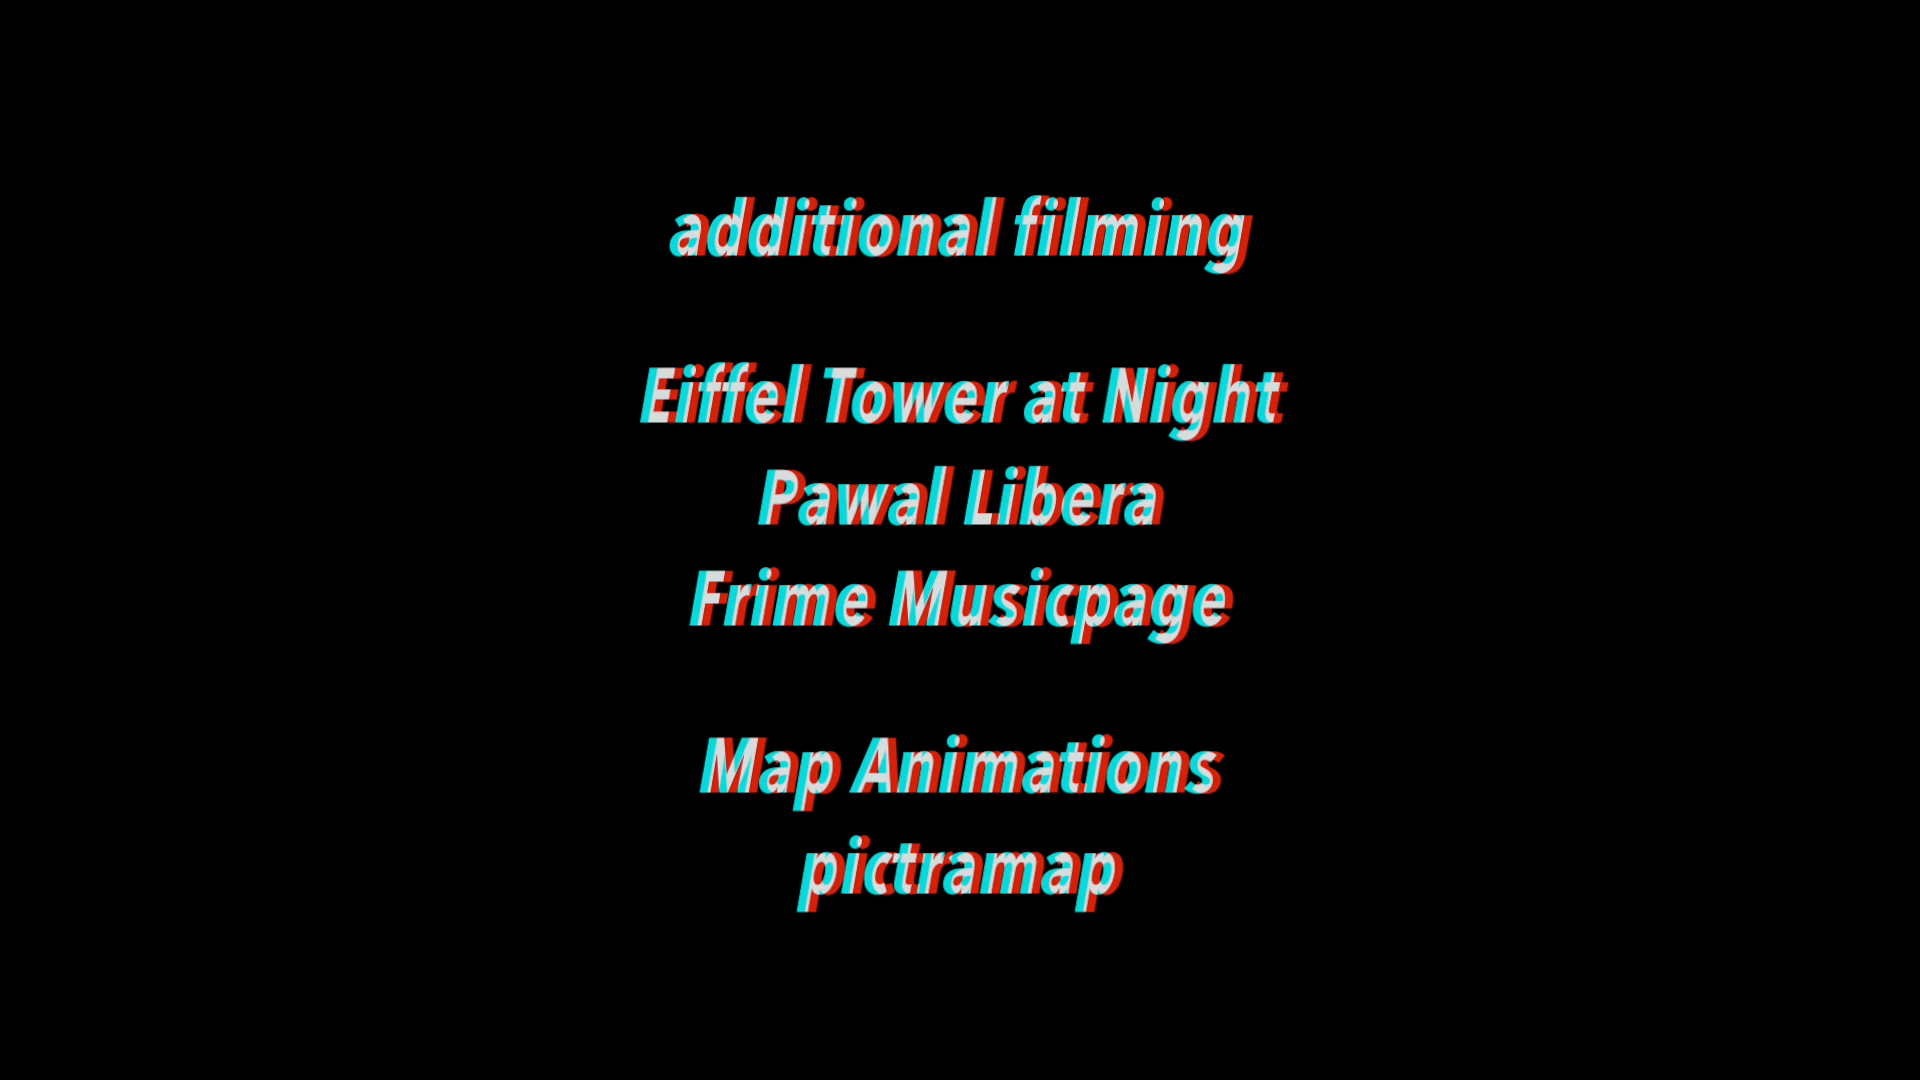 additional filming
Eiffel Tower at Night
Pawal Libera
Frime Musicpage
Map Animations
pictramap